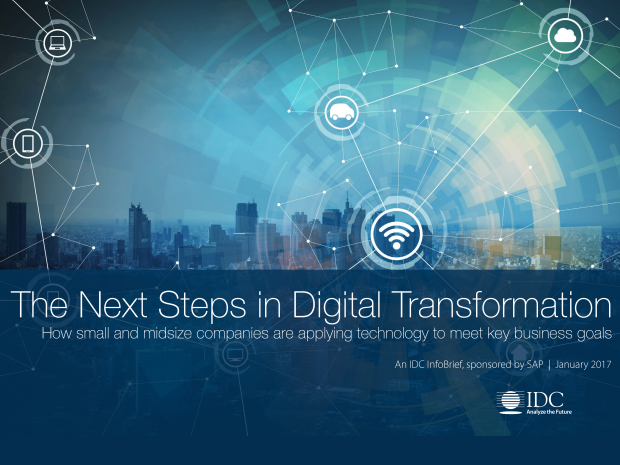 The Next Steps in Digital Transformation
How small and midsize companies are applying technology to meet key business goals
An IDC InfoBrief, sponsored by SAP | January 2017
IDC
Analyze the Future